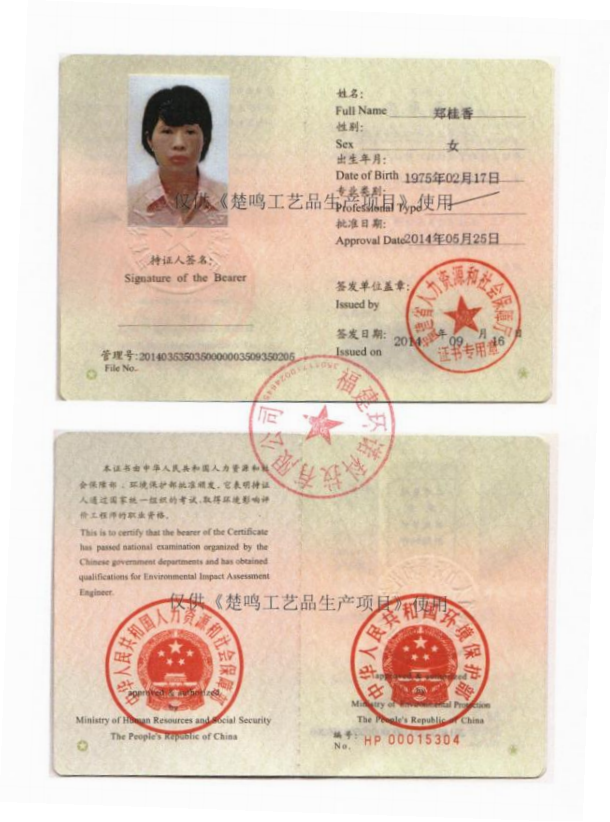 姓名:
Full Name 郑桂香
性别:
Sex 女
出生年月:
Date of Birth 1975年02月17日
专业类别:
Professional Type
仅供《楚鸣工艺品生产项目》使用
批准日期:
Approval Date 2014年05月25日
持证人签名:
Signature of the Bearer
签发单位盖章:
Issued by
福建省人力资源和社会保障厅
证书专用章
签发日期: 2014 年 09 月 16 日
Issued on
管理号:2014035350350000003509350205
File No.
福建环诺科技有限公司
本证书由中华人民共和国人力资源和社
会保障部、环境保护部批准颁发。它表明持证
人通过国家统一组织的考试,取得环境影响评
价工程师的职业资格。
This is to certify that the bearer of the Certificate
has passed national examination organized by the
Chinese government departments and has obtained
qualifications for Environmental Impact Assessment
Engineer.
仅供《楚鸣工艺品生产项目》使用
中华人民共和国人力资源和社会保障部
approved & authorized
by
Ministry of Human Resources and Social Security
The People's Republic of China
中华人民共和国环境保护部
approved & authorized
by
Ministry of Environmental Protection
The People's Republic of China
编号:
No. HP 00015304